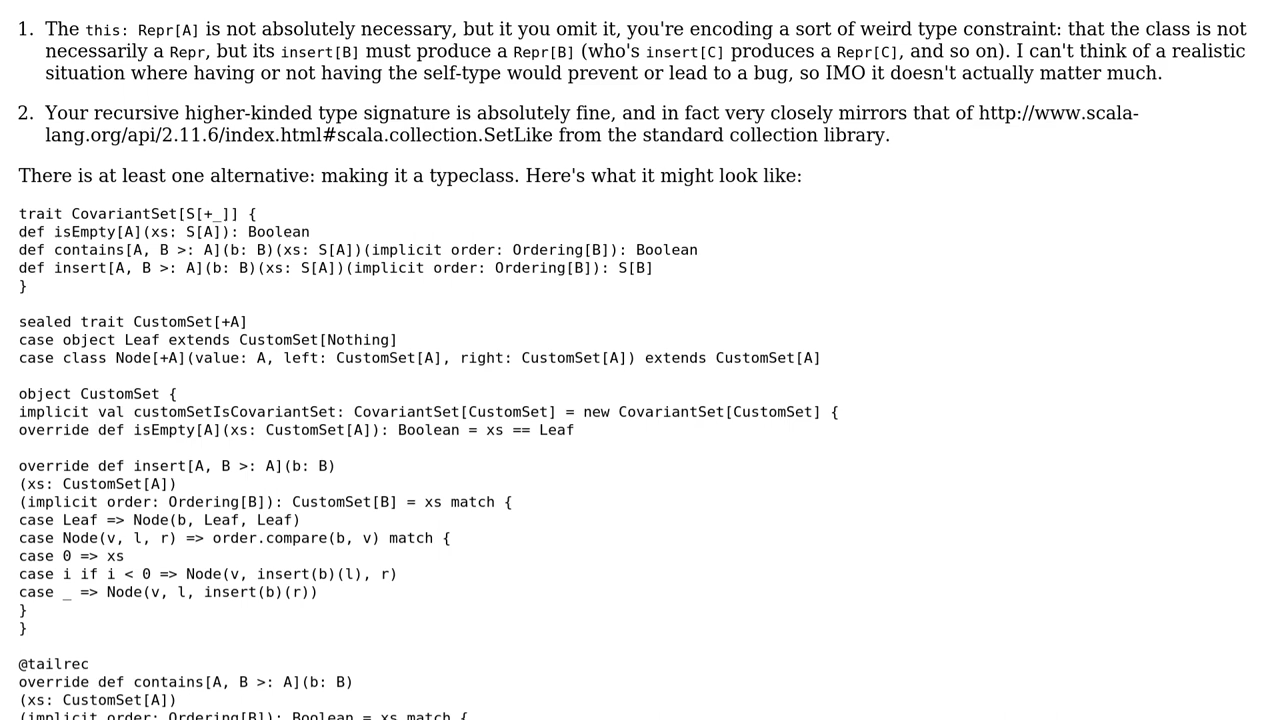 1. The this: Repr[A] is not absolutely necessary, but it you omit it, you're encoding a sort of weird type constraint: that the class is not
necessarily a Repr, but its insert[B] must produce a Repr[B] (who's insert[C] produces a Repr[C], and so on). I can't think of a realistic
situation where having or not having the self-type would prevent or lead to a bug, so IMO it doesn't actually matter much.
2. Your recursive higher-kinded type signature is absolutely fine, and in fact very closely mirrors that of http://www.scala-
lang.org/api/2.11.6/index.html#scala.collection.SetLike from the standard collection library.
There is at least one alternative: making it a typeclass. Here's what it might look like:
trait CovariantSet[S[+_]] {
def isEmpty[A](xs: S[A]): Boolean
def contains[A, B >: A](b: B)(xs: S[A])(implicit order: Ordering[B]): Boolean
def insert[A, B >: A](b: B)(xs: S[A])(implicit order: Ordering[B]): S[B]
}
sealed trait CustomSet[+A]
case object Leaf extends CustomSet[Nothing]
case class Node[+A](value: A, left: CustomSet[A], right: CustomSet[A]) extends CustomSet[A]
object CustomSet {
implicit val customSetIsCovariantSet: CovariantSet[CustomSet] = new CovariantSet[CustomSet] {
override def isEmpty[A](xs: CustomSet[A]): Boolean = xs == Leaf
override def insert[A, B >: A](b: B)
(xs: CustomSet[A])
(implicit order: Ordering[B]): CustomSet[B] = xs match {
case Leaf => Node(b, Leaf, Leaf)
case Node(v, l, r) => order.compare(b, v) match {
case 0 => xs
case i if i < 0 => Node(v, insert(b)(l), r)
case _ => Node(v, l, insert(b)(r))
}
}
@tailrec
override def contains[A, B >: A](b: B)
(xs: CustomSet[A])
(implicit order: Ordering[B]): Boolean = xs match {